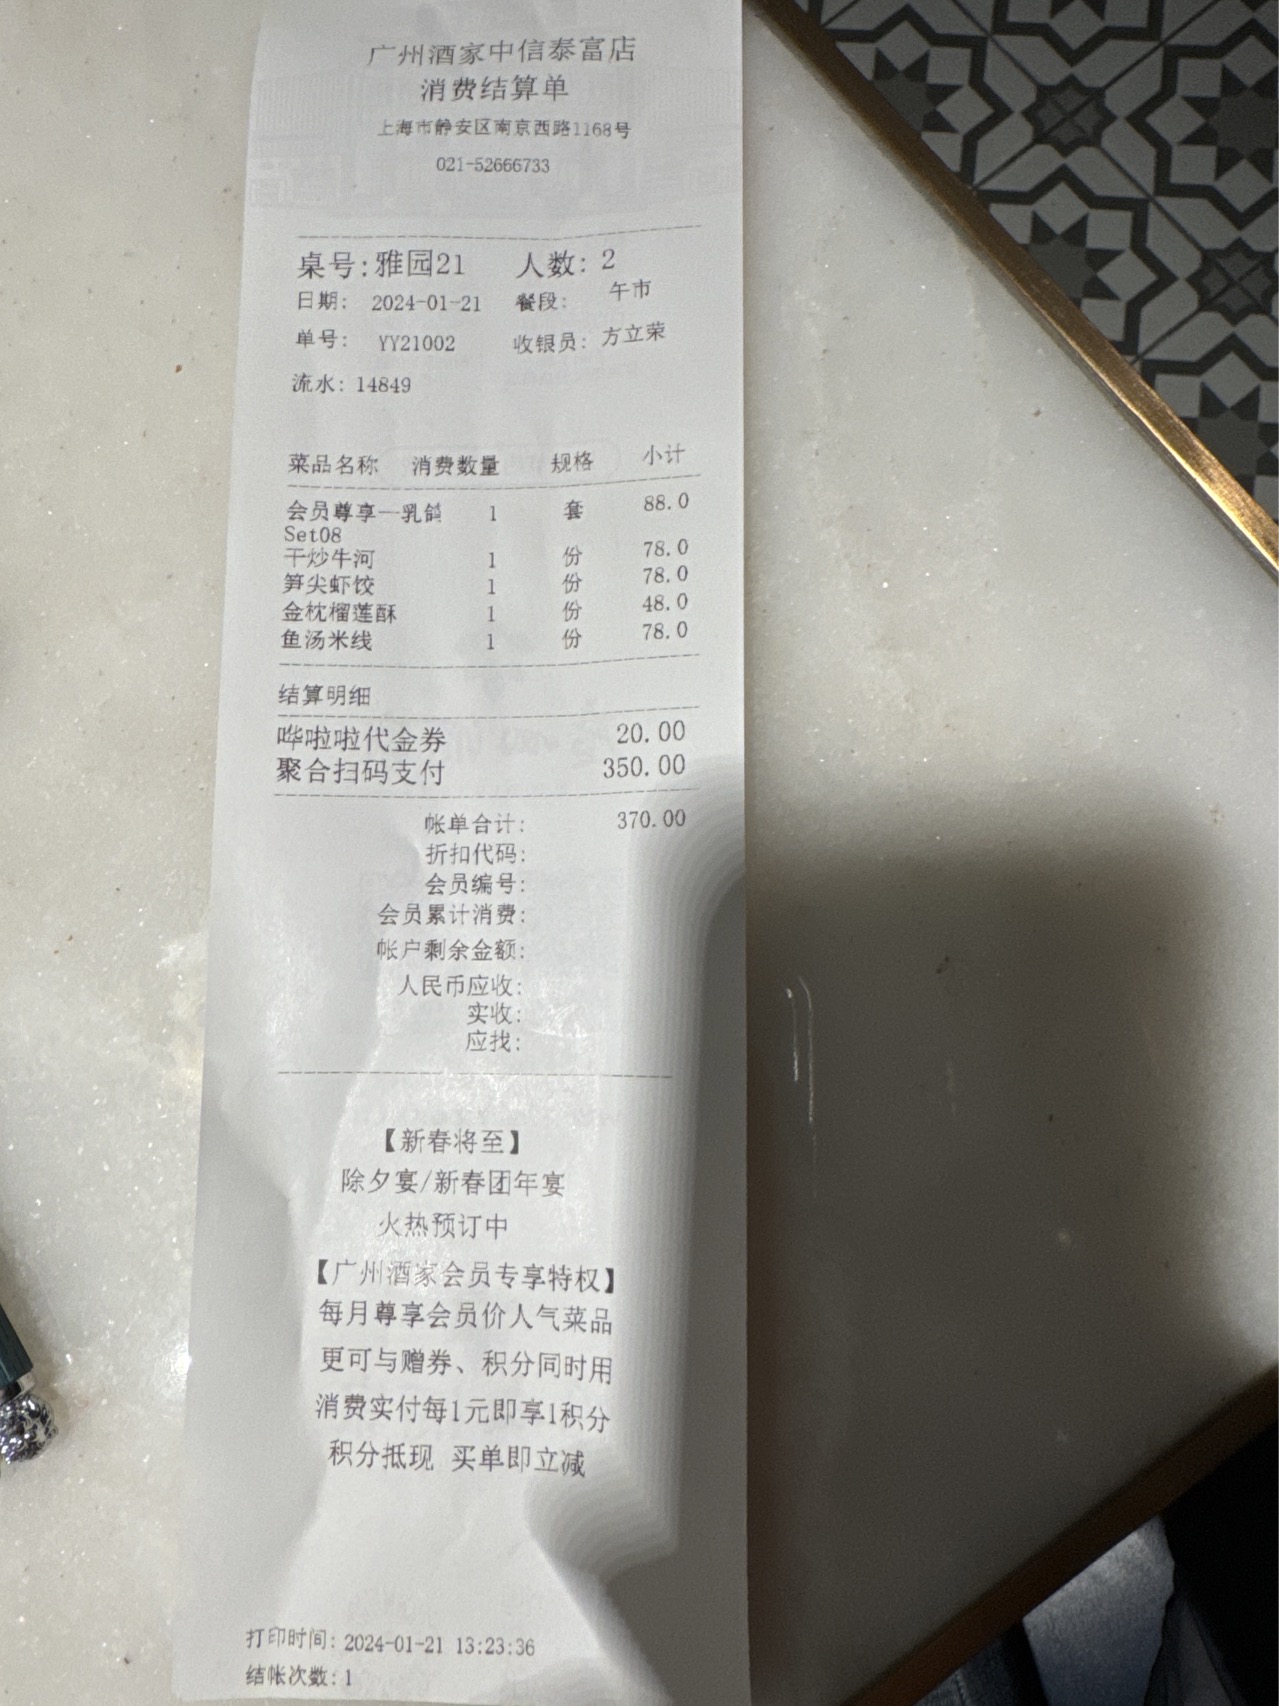 广州酒家中信泰富店
消费结算单
上海市静安区南京西路1168号
021-52666733
桌号:雅园21 人数: 2
日期: 2024-01-21 餐段: 午市
单号: YY21002 收银员: 方立荣
流水: 14849
菜品名称 消费数量 规格 小计
会员尊享一乳鸽 1 套 88.0
Set08
干炒牛河 1 份 78.0
笋尖虾饺 1 份 78.0
金枕榴莲酥 1 份 48.0
鱼汤米线 1 份 78.0
结算明细
哗啦啦代金券 20.00
聚合扫码支付 350.00
帐单合计: 370.00
折扣代码:
会员编号:
会员累计消费:
帐户剩余金额:
人民币应收:
实收:
应找:
【新春将至】
除夕宴/新春团年宴
火热预订中
【广州酒家会员专享特权】
每月尊享会员价人气菜品
更可与赠券、积分同时用
消费实付每1元即享1积分
积分抵现 买单即立减
打印时间: 2024-01-21 13:23:36
结帐次数: 1